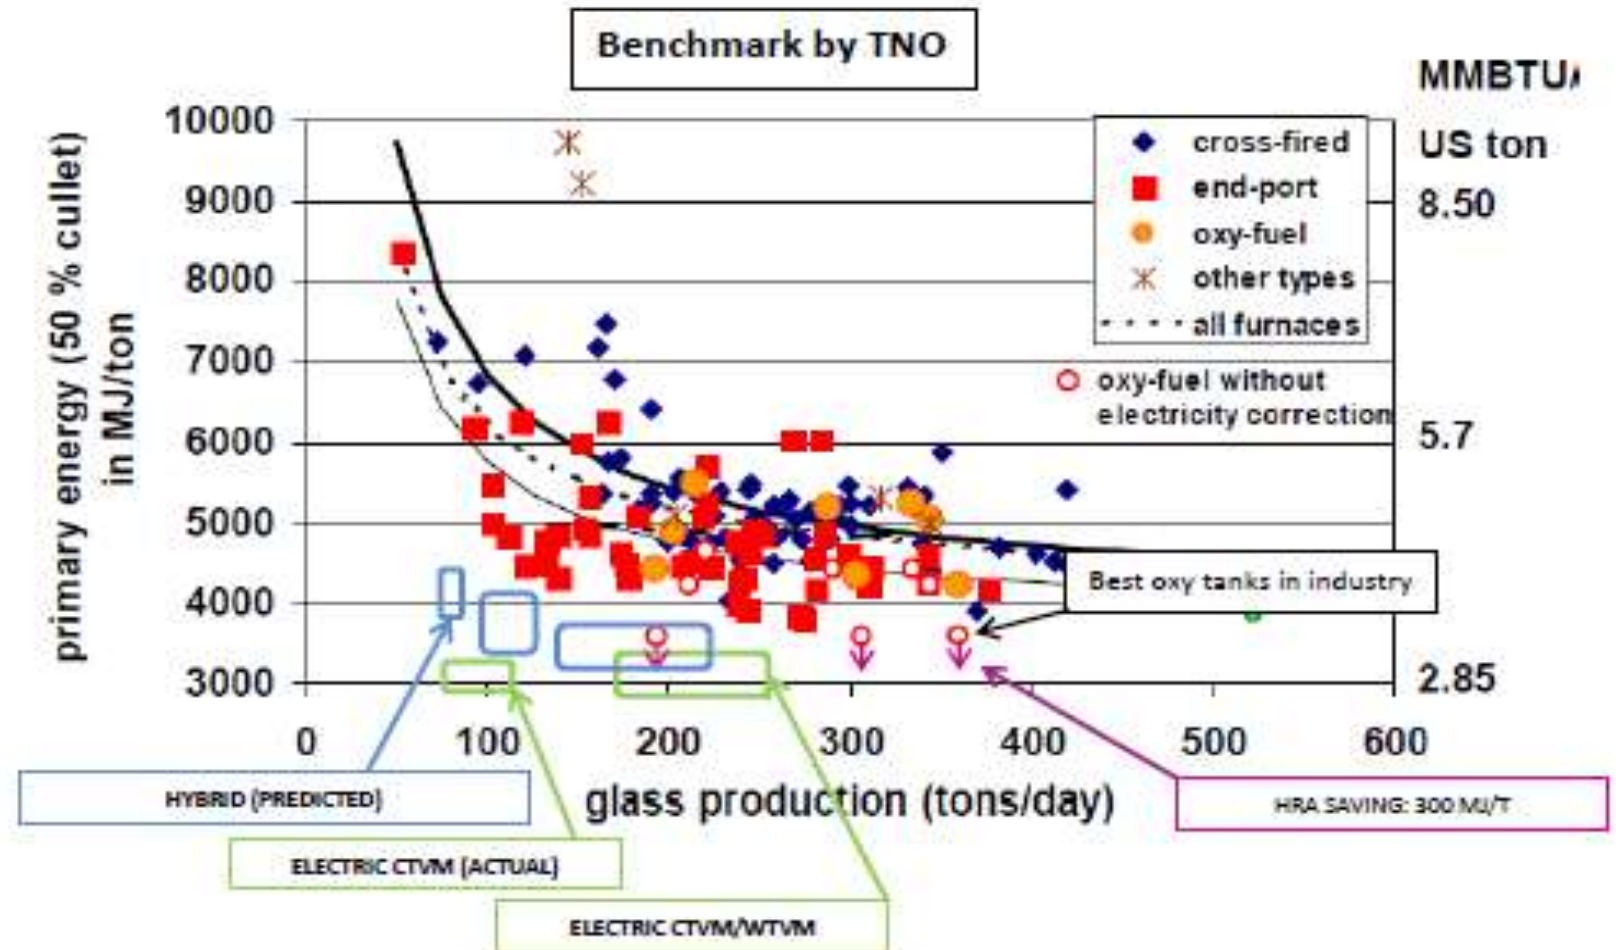 Benchmark by TNO
MMBTU/
US ton
8.50
5.7
2.85
primary energy (50 % cullet)
in MJ/ton
10000
9000
8000
7000
6000
5000
4000
3000
cross-fired
end-port
oxy-fuel
other types
all furnaces
oxy-fuel without
electricity correction
Best oxy tanks in industry
0 100 200 300 400 500 600
glass production (tons/day)
HYBRID (PREDICTED)
HRA SAVING: 300 MJ/T
ELECTRIC CTVM (ACTUAL)
ELECTRIC CTVM/WTVM